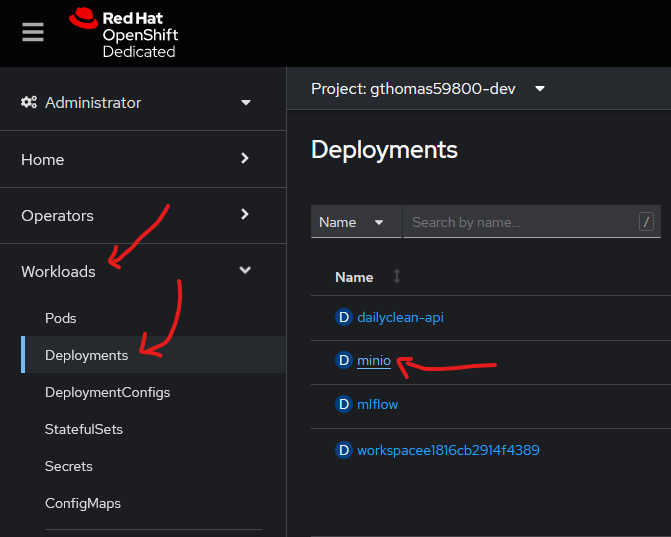 Red Hat
OpenShift
Dedicated
Administrator
Project: gthomas59800-dev
Home
Deployments
Operators
Name
Search by name...
/
Workloads
Name
Pods
D dailyclean-api
Deployments
D minio
DeploymentConfigs
D mlflow
StatefulSets
D workspacee1816cb2914f4389
Secrets
ConfigMaps